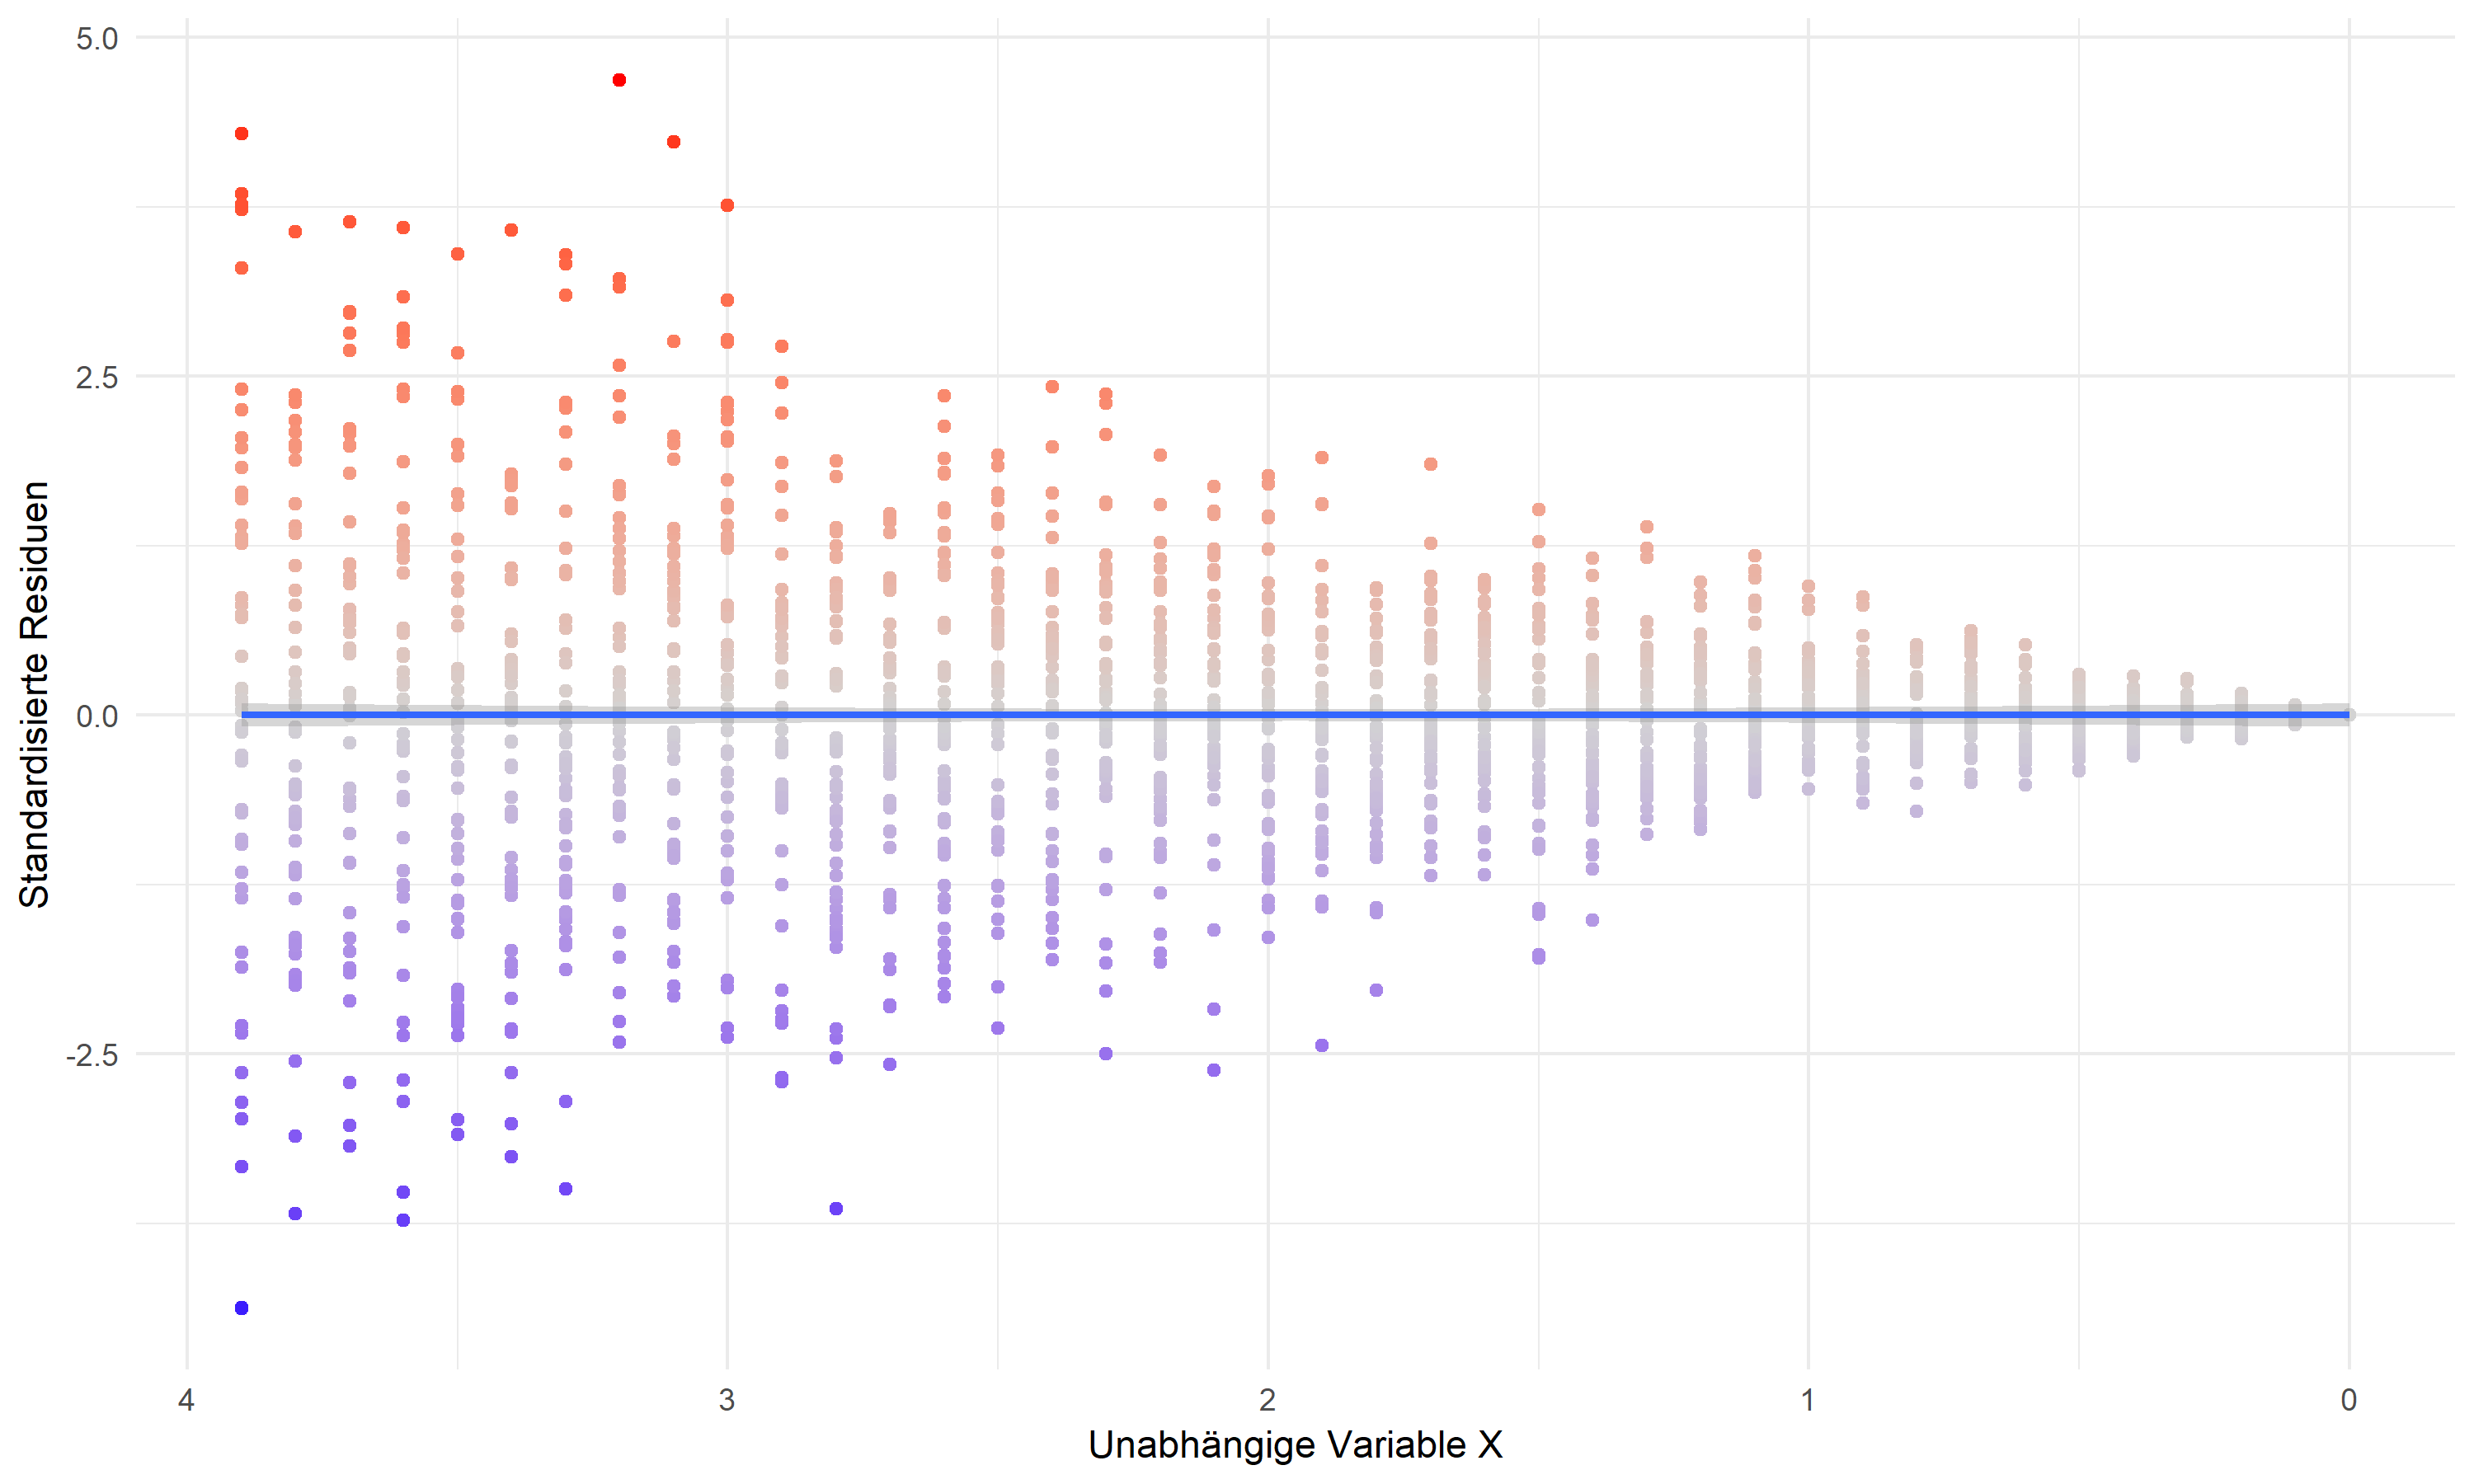 5.0
2.5
0.0
-2.5
Standardisierte Residuen
4 3 2 1 0
Unabhängige Variable X